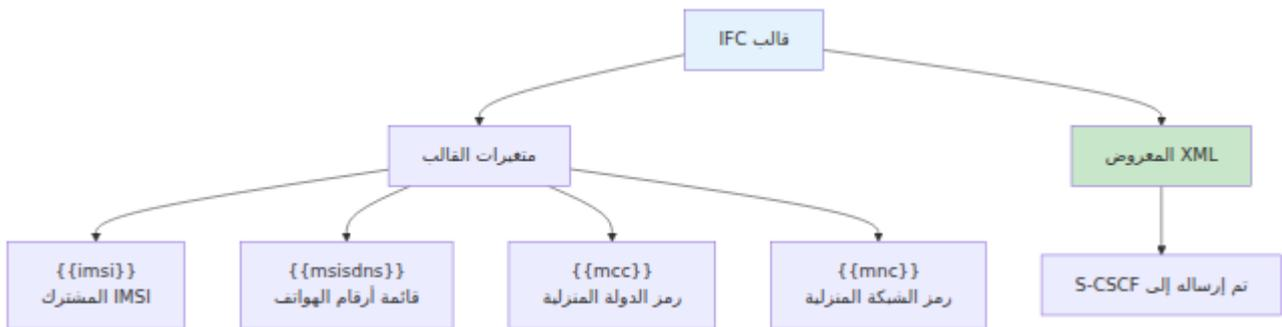 قالب IFC
متغيرات القالب
XML المعروض
{{imsi}}
IMSI المشترك
{{msisdns}}
قائمة أرقام الهواتف
{{mcc}}
رمز الدولة المنزلية
{{mnc}}
رمز الشبكة المنزلية
تم إرساله إلى S-CSCF